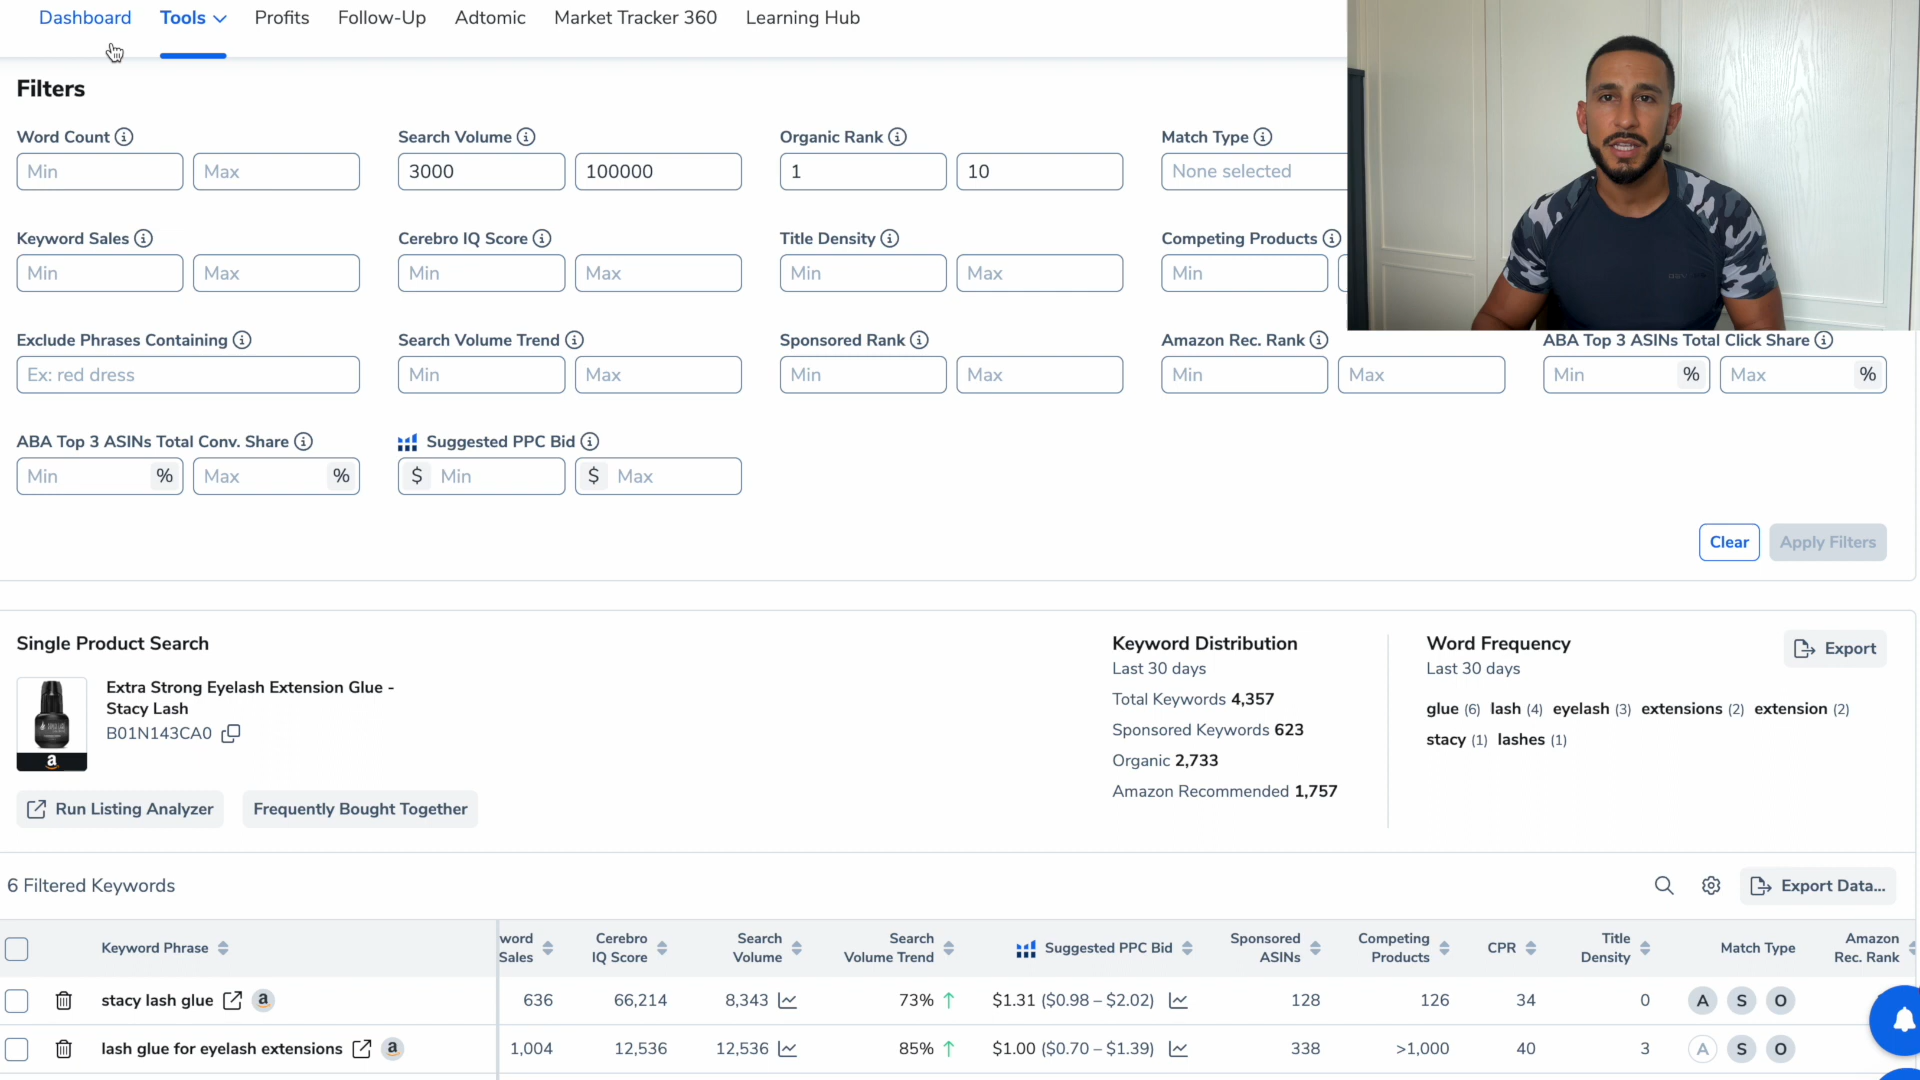 Dashboard Tools Profits Follow-Up Adtomic Market Tracker 360 Learning Hub
Filters
Word Count Search Volume Organic Rank Match Type
Min Max 3000 100000 1 10 None selected
Keyword Sales Cerebro IQ Score Title Density Competing Products
Min Max Min Max Min Max Min
Exclude Phrases Containing Search Volume Trend Sponsored Rank Amazon Rec. Rank ABA Top 3 ASINs Total Click Share
Ex: red dress Min Max Min Max Min Max Min % Max %
ABA Top 3 ASINs Total Conv. Share Suggested PPC Bid
Min % Max % $ Min $ Max
Clear Apply Filters
Single Product Search
Extra Strong Eyelash Extension Glue -
Stacy Lash
B01N143CA0
a
Run Listing Analyzer Frequently Bought Together
Keyword Distribution
Last 30 days
Total Keywords 4,357
Sponsored Keywords 623
Organic 2,733
Amazon Recommended 1,757
Word Frequency
Last 30 days
Export
glue (6) lash (4) eyelash (3) extensions (2) extension (2)
stacy (1) lashes (1)
6 Filtered Keywords Export Data...
Keyword Phrase word Sales Cerebro IQ Score Search Volume Search Volume Trend Suggested PPC Bid Sponsored ASINs Competing Products CPR Title Density Match Type Amazon Rec. Rank
stacy lash glue a 636 66,214 8,343 73% ↑ $1.31 ($0.98 – $2.02) 128 126 34 0 A S O
lash glue for eyelash extensions a 1,004 12,536 12,536 85% ↑ $1.00 ($0.70 – $1.39) 338 >1,000 40 3 A S O